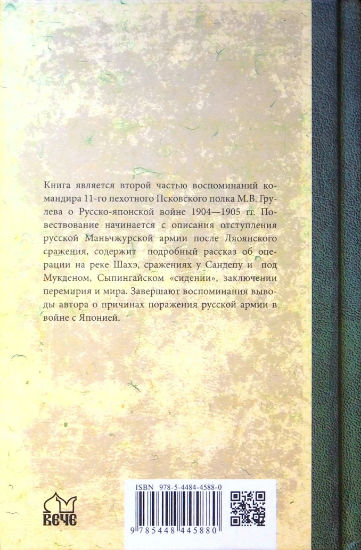 Книга является второй частью воспоминаний ко-
мандира 11-го пехотного Псковского полка М.В. Гру-
лева о Русско-японской войне 1904—1905 гг. По-
вествование начинается с описания отступления
русской Маньчжурской армии после Ляоянского
сражения, содержит подробный рассказ об опе-
рации на реке Шахэ, сражениях у Сандепу и под
Мукденом, Сыпингайском «сидении», заключении
перемирия и мира. Завершают воспоминания выво-
ды автора о причинах поражения русской армии в
войне с Японией.
ISBN 978-5-4484-4588-0
9 785448 445880
ВЕЧЕ